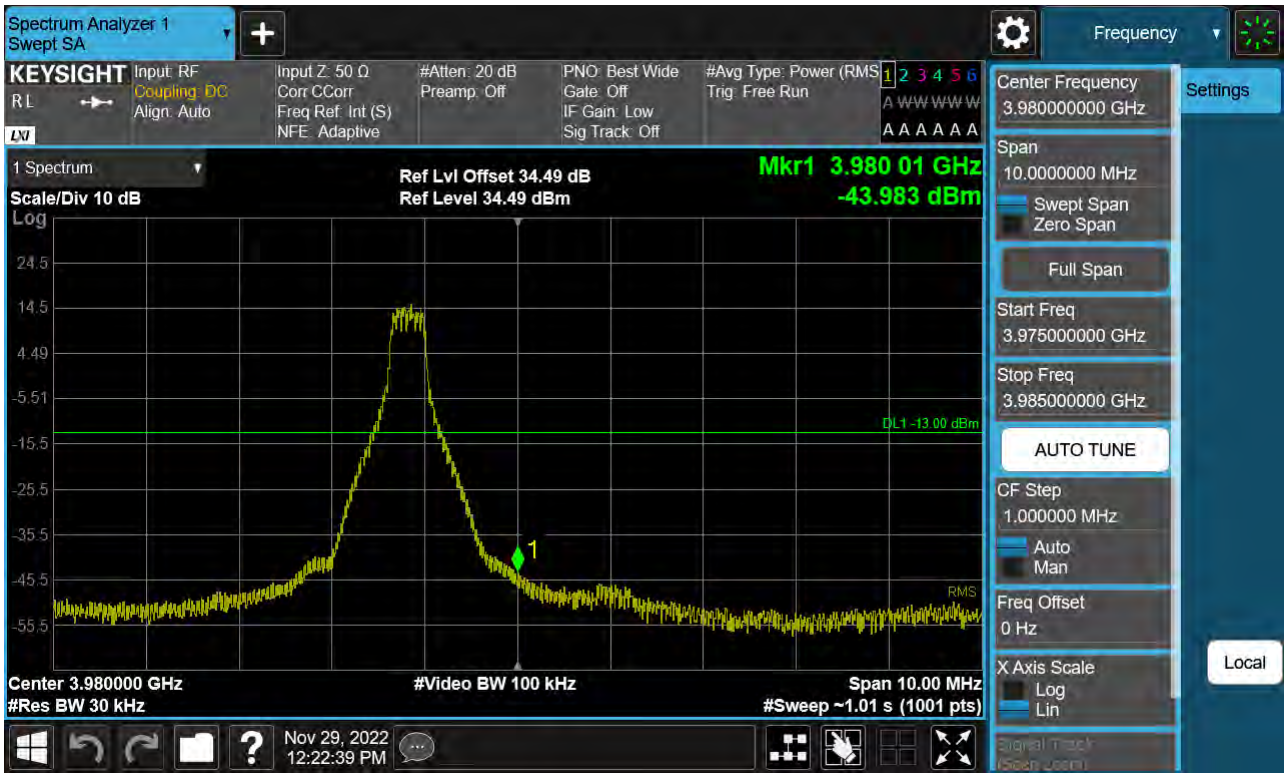 Spectrum Analyzer 1
Swept SA
+
Frequency
KEYSIGHT
RL
LXI
Input: RF
Coupling: DC
Align: Auto
Input Z: 50 Ω
Corr CCorr
Freq Ref: Int (S)
NFE: Adaptive
#Atten: 20 dB
Preamp: Off
PNO: Best Wide
Gate: Off
IF Gain: Low
Sig Track: Off
#Avg Type: Power (RMS
Trig: Free Run
1 2 3 4 5 6
A W W W W W
A A A A A A
1 Spectrum
Scale/Div 10 dB
Log
Ref Lvl Offset 34.49 dB
Ref Level 34.49 dBm
Mkr1 3.980 01 GHz
-43.983 dBm
24.5
14.5
4.49
-5.51
-15.5
-25.5
-35.5
-45.5
-55.5
DL1 -13.00 dBm
1
RMS
Center 3.980000 GHz
#Res BW 30 kHz
#Video BW 100 kHz
Span 10.00 MHz
#Sweep ~1.01 s (1001 pts)
Nov 29, 2022
12:22:39 PM
?
Center Frequency
3.980000000 GHz
Span
10.0000000 MHz
Swept Span
Zero Span
Full Span
Start Freq
3.975000000 GHz
Stop Freq
3.985000000 GHz
AUTO TUNE
CF Step
1.000000 MHz
Auto
Man
Freq Offset
0 Hz
X Axis Scale
Log
Lin
Signal Track
(Span Zoom)
Settings
Local